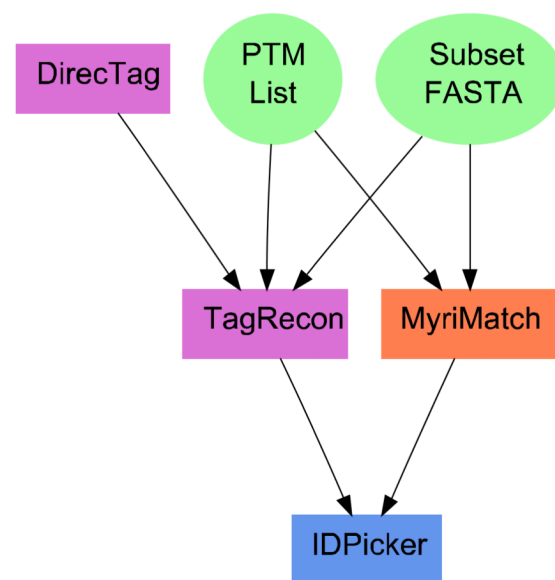 DirecTag
PTM
List
Subset
FASTA
TagRecon
MyriMatch
IDPicker